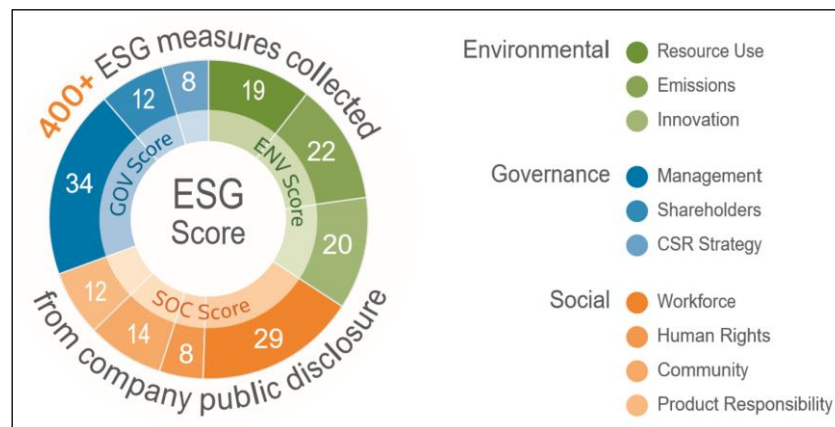 400+ ESG measures collected
from company public disclosure
ESG
Score
ENV Score
19
22
20
SOC Score
29
8
14
12
GOV Score
34
12
8
Environmental
Resource Use
Emissions
Innovation
Governance
Management
Shareholders
CSR Strategy
Social
Workforce
Human Rights
Community
Product Responsibility